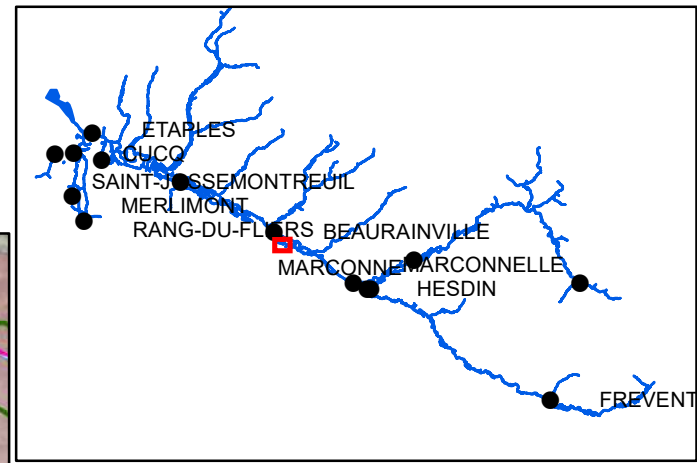 ETAPLES
CUCQ
SAINT-JOSSE MONTREUIL
MERLIMONT
RANG-DU-FLIERS BEAURAINVILLE
MARCONNE MARCONNELLE
HESDIN
FREVENT